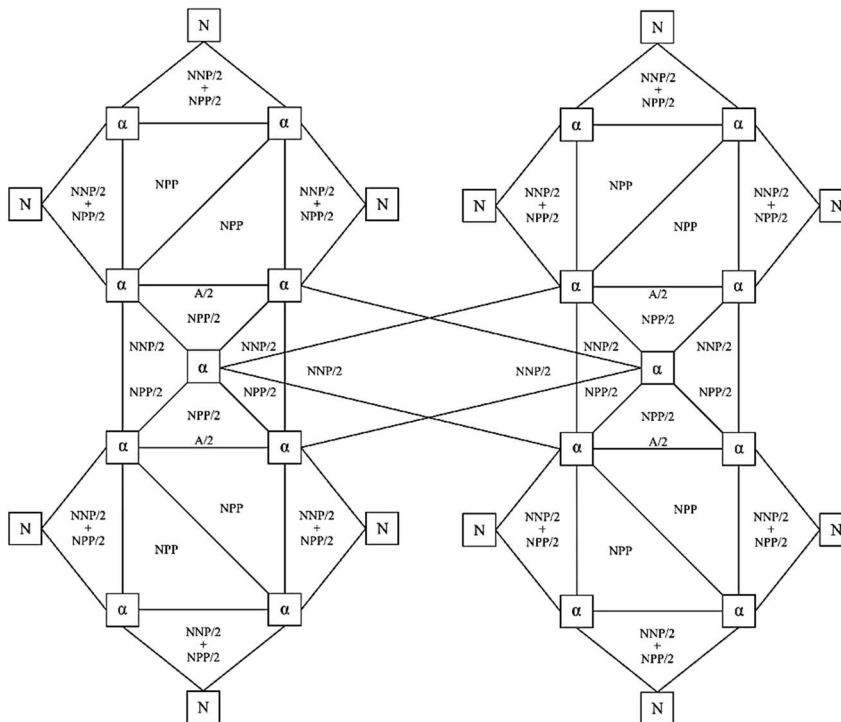 N N
NNP/2 NNP/2
+ +
NPP/2 NPP/2
α α α α
NPP NPP
N NNP/2 NNP/2 N N NNP/2 NNP/2 N
+ + + +
NPP/2 NPP/2 NPP/2 NPP/2
NPP NPP
α α α α
A/2 A/2
NPP/2 NPP/2
NNP/2 NNP/2 NNP/2 NNP/2
α NNP/2 NNP/2 α
NPP/2 NPP/2 NPP/2 NPP/2
NPP/2 NPP/2
A/2 A/2
α α α α
NPP NPP
N NNP/2 NNP/2 N N NNP/2 NNP/2 N
+ + + +
NPP/2 NPP/2 NPP/2 NPP/2
NPP NPP
α α α α
NNP/2 NNP/2
+ +
NPP/2 NPP/2
N N